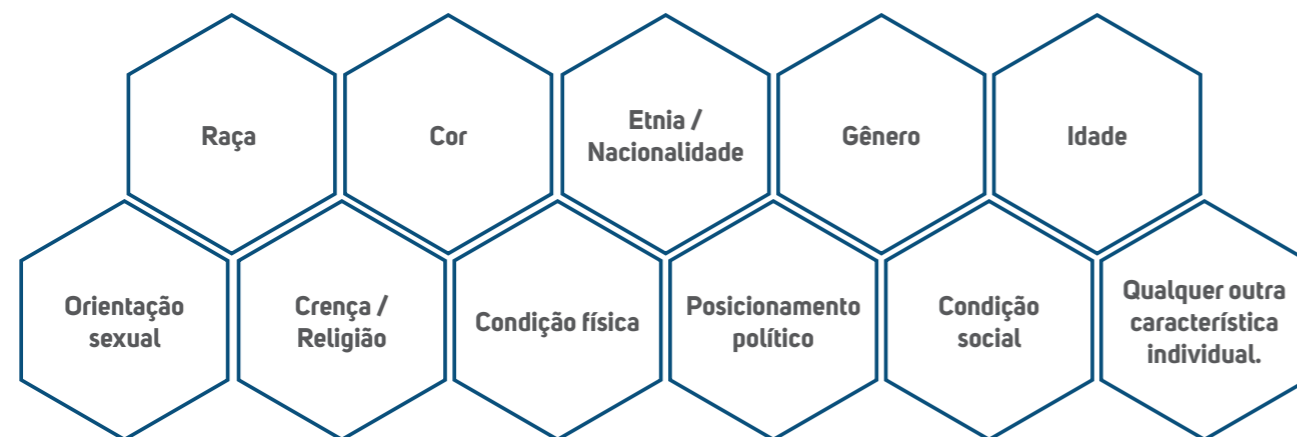 Raça
Cor
Etnia /
Nacionalidade
Gênero
Idade
Orientação
sexual
Crença /
Religião
Condição física
Posicionamento
político
Condição
social
Qualquer outra
característica
individual.